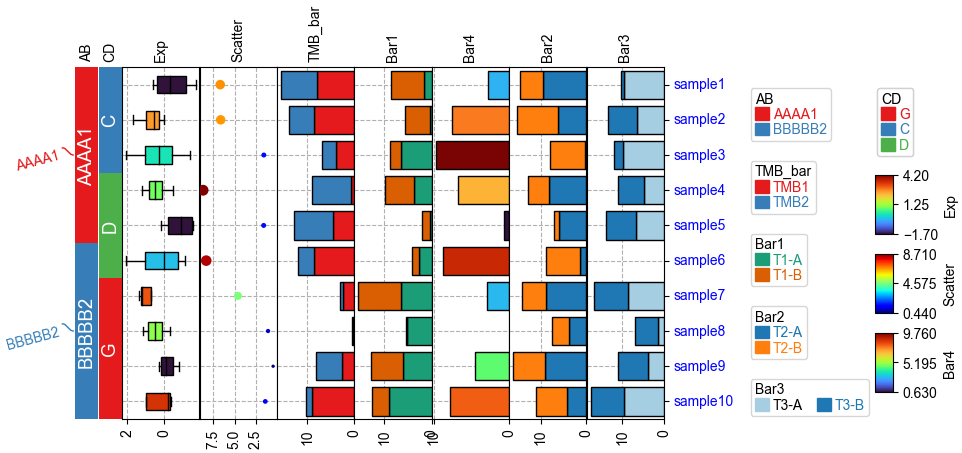 AB
CD
Exp
Scatter
TMB_bar
Bar1
Bar4
Bar2
Bar3
AAAA1
BBBBB2
AAAA1
BBBBB2
C
D
G
sample1
sample2
sample3
sample4
sample5
sample6
sample7
sample8
sample9
sample10
2 0 7.5 5.0 2.5 10 0 10 0 0 10 0 10 0
AB
AAAA1
BBBBB2
TMB_bar
TMB1
TMB2
Bar1
T1-A
T1-B
Bar2
T2-A
T2-B
Bar3
T3-A T3-B
CD
G
C
D
4.20
1.25
−1.70
Exp
8.710
4.575
0.440
Scatter
9.760
5.195
0.630
Bar4